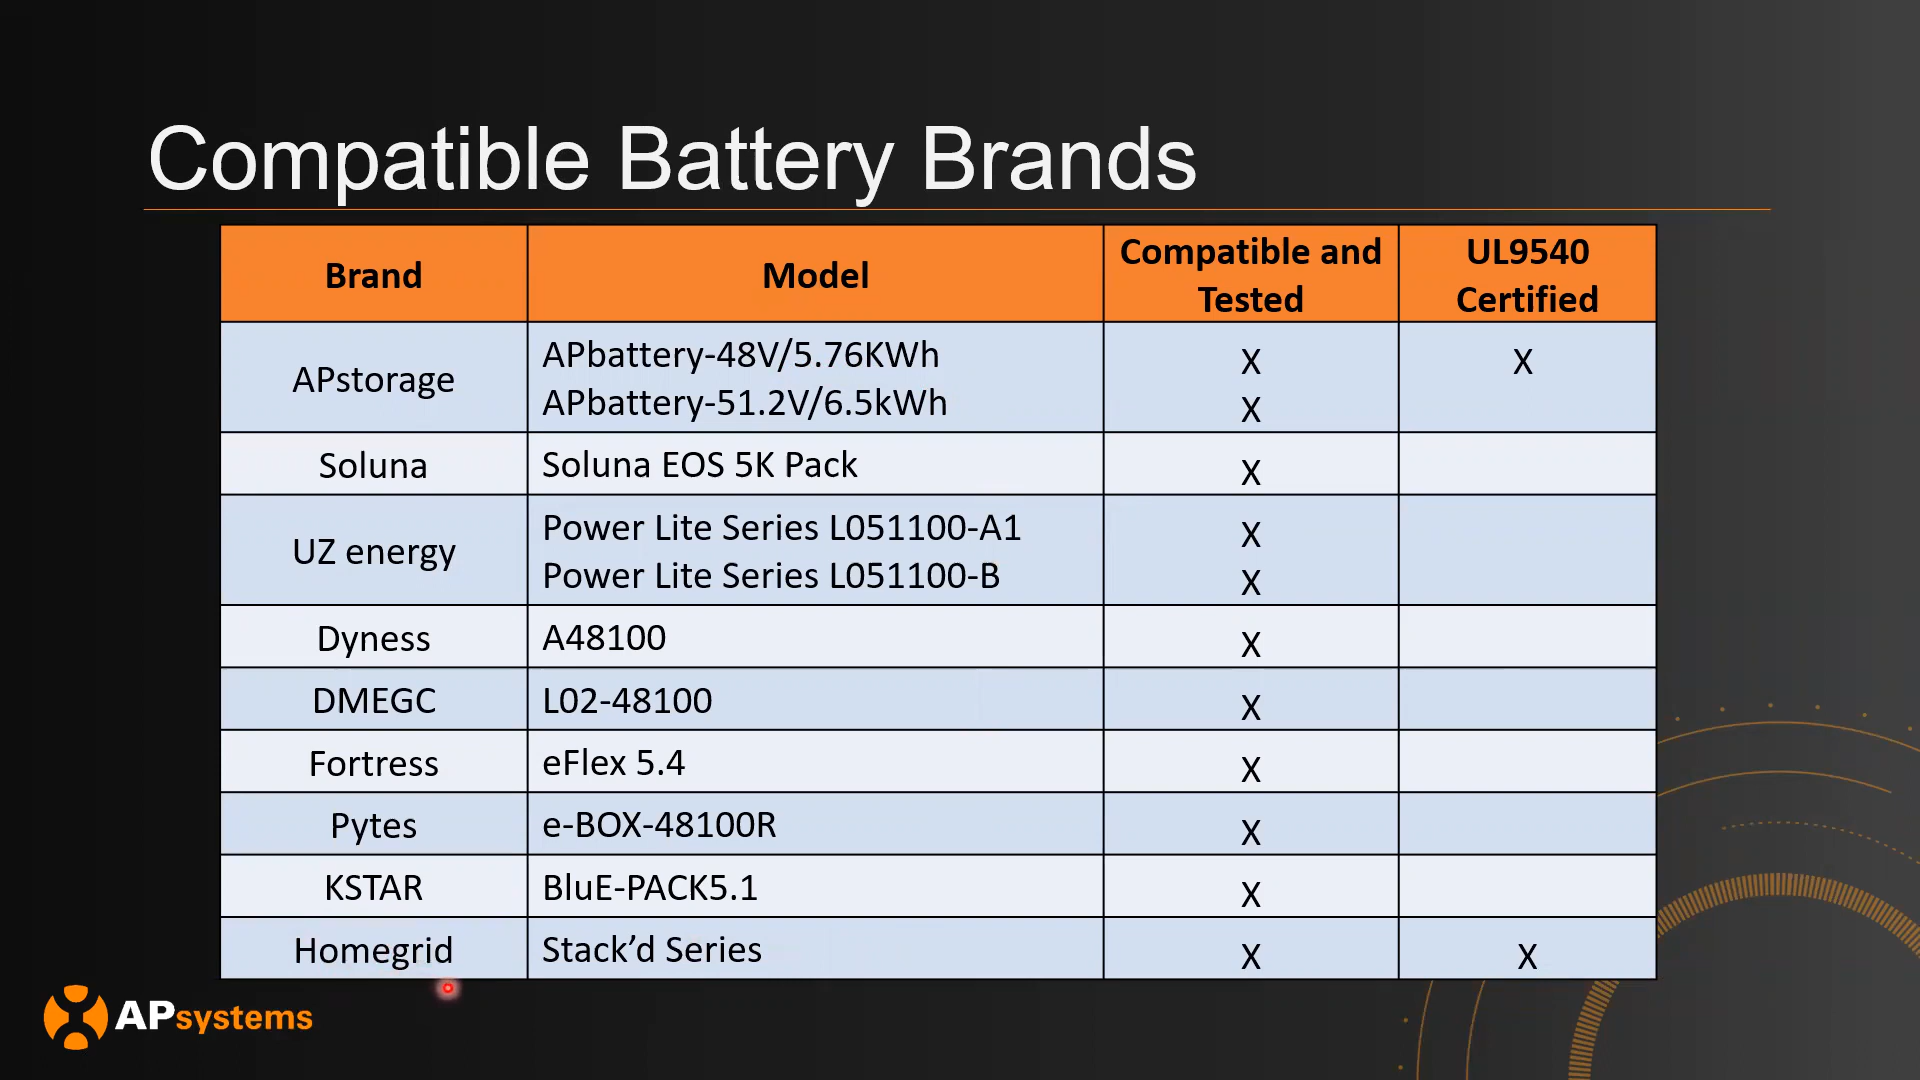 Compatible Battery Brands
Brand Model Compatible and Tested UL9540 Certified
APstorage APbattery-48V/5.76KWh X X
APbattery-51.2V/6.5kWh X
Soluna Soluna EOS 5K Pack X
UZ energy Power Lite Series L051100-A1 X
Power Lite Series L051100-B X
Dyness A48100 X
DMEGC L02-48100 X
Fortress eFlex 5.4 X
Pytes e-BOX-48100R X
KSTAR BluE-PACK5.1 X
Homegrid Stack’d Series X X
APsystems